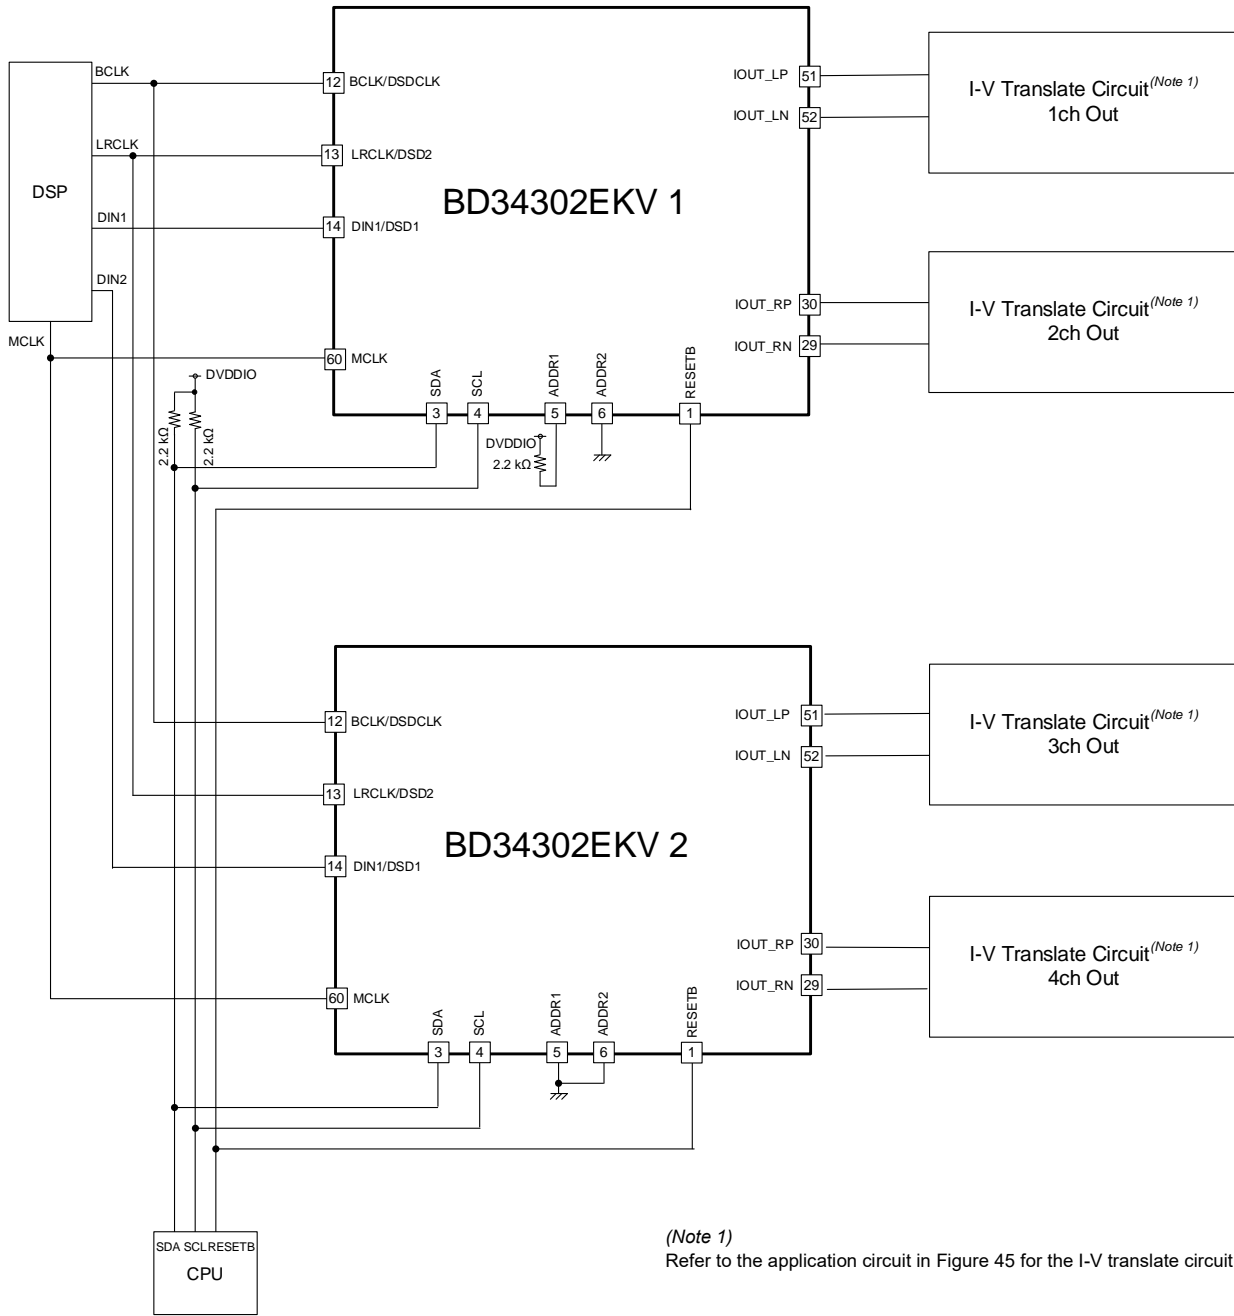 DSP
BCLK
LRCLK
DIN1
DIN2
MCLK
12 BCLK/DSDCLK
13 LRCLK/DSD2
14 DIN1/DSD1
60 MCLK
BD34302EKV 1
IOUT_LP 51
IOUT_LN 52
IOUT_RP 30
IOUT_RN 29
SDA 3
SCL 4
ADDR1 5
ADDR2 6
RESETB 1
DVDDIO
2.2 kΩ
2.2 kΩ
DVDDIO
2.2 kΩ
I-V Translate Circuit(Note 1)
1ch Out
I-V Translate Circuit(Note 1)
2ch Out
12 BCLK/DSDCLK
13 LRCLK/DSD2
14 DIN1/DSD1
60 MCLK
BD34302EKV 2
IOUT_LP 51
IOUT_LN 52
IOUT_RP 30
IOUT_RN 29
SDA 3
SCL 4
ADDR1 5
ADDR2 6
RESETB 1
I-V Translate Circuit(Note 1)
3ch Out
I-V Translate Circuit(Note 1)
4ch Out
SDA SCL RESETB
CPU
(Note 1)
Refer to the application circuit in Figure 45 for the I-V translate circuit